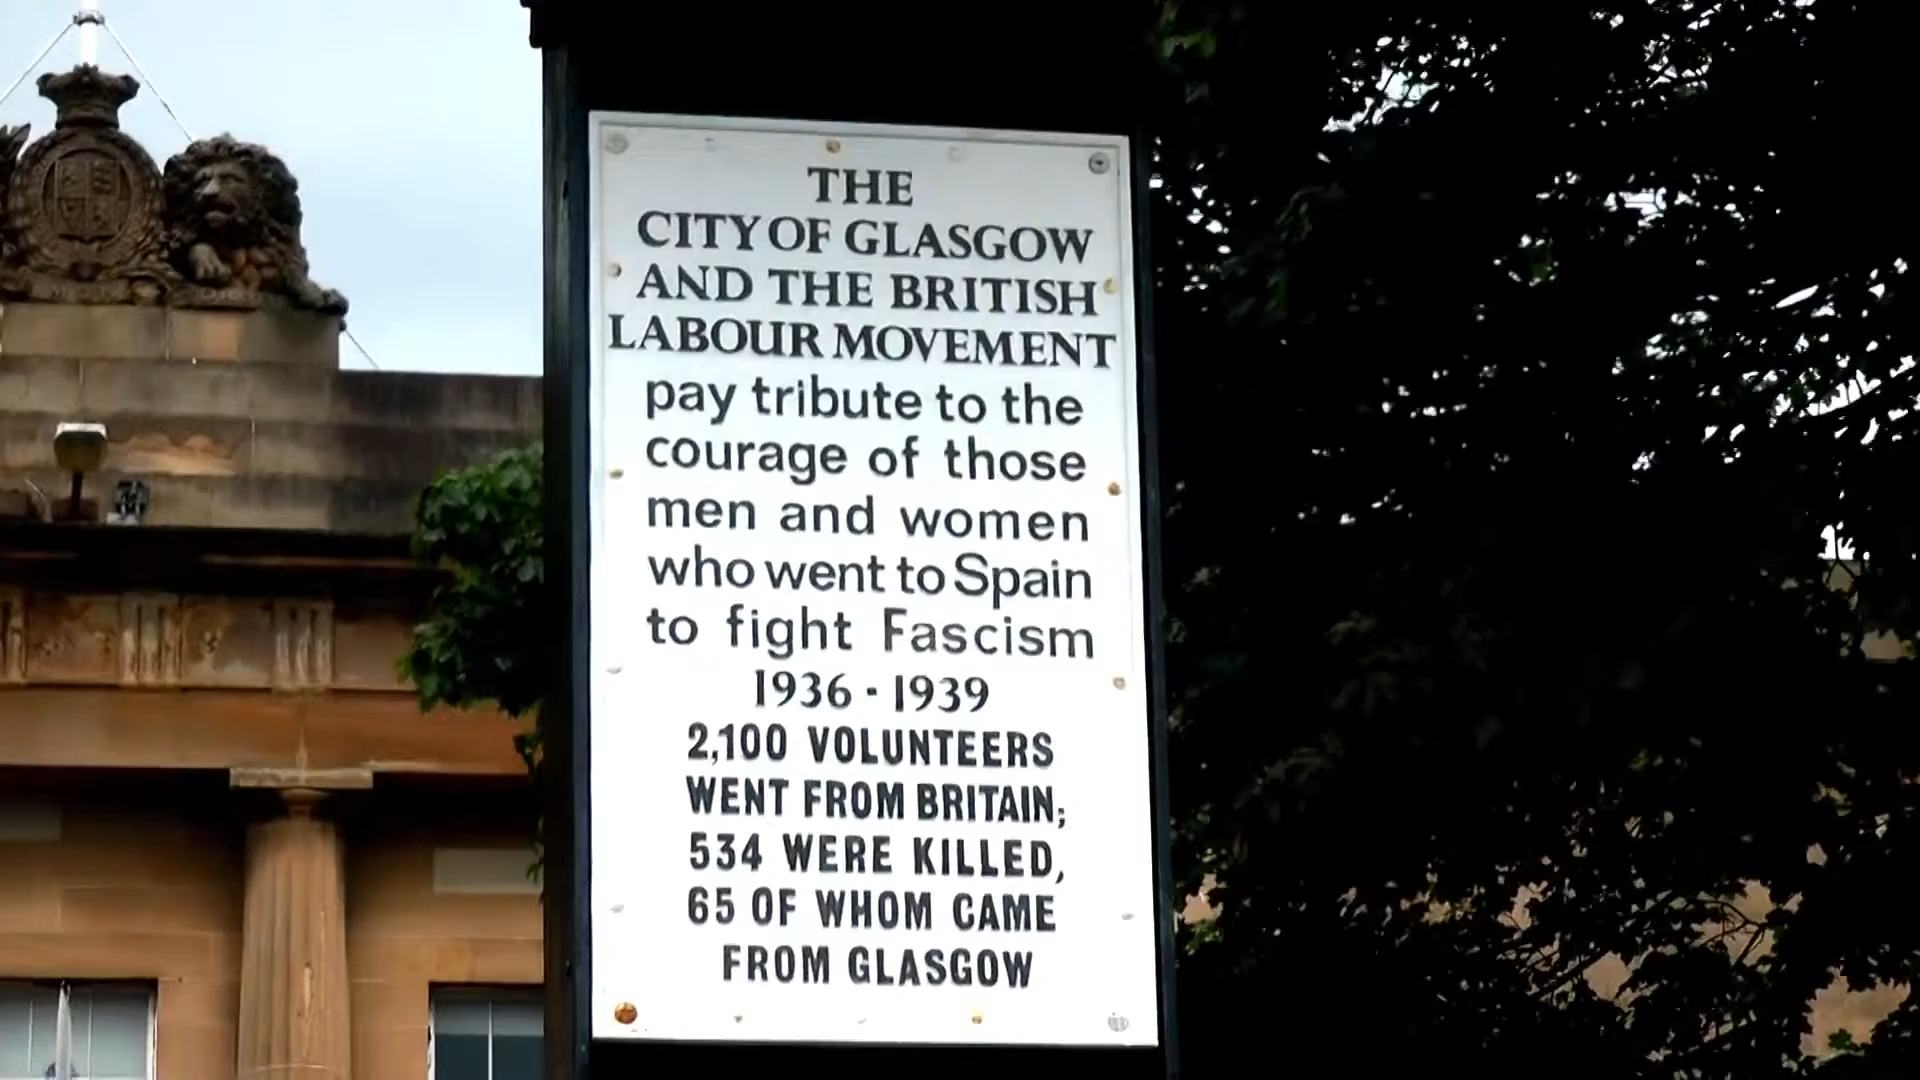 THE
CITY OF GLASGOW
AND THE BRITISH
LABOUR MOVEMENT
pay tribute to the
courage of those
men and women
who went to Spain
to fight Fascism
1936 - 1939
2,100 VOLUNTEERS
WENT FROM BRITAIN;
534 WERE KILLED,
65 OF WHOM CAME
FROM GLASGOW